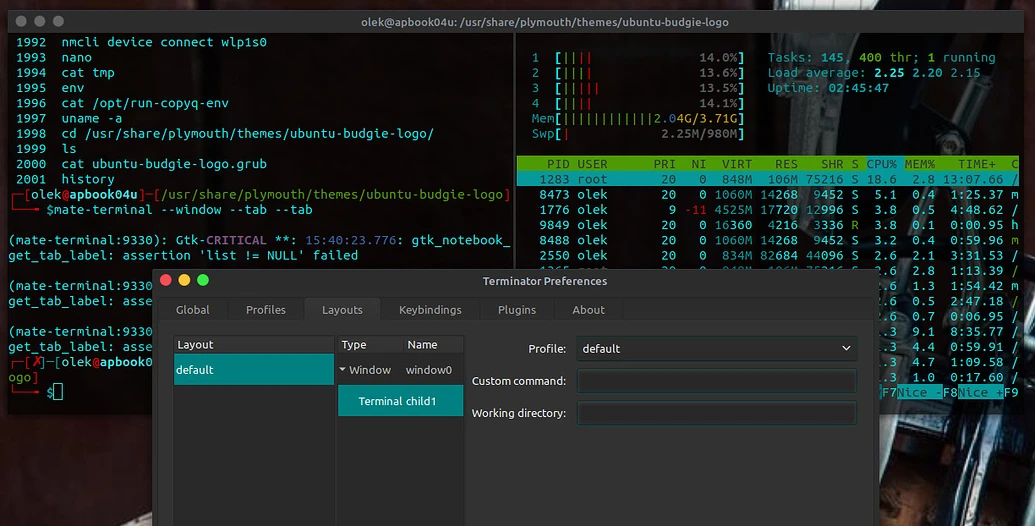 olek@apbook04u: /usr/share/plymouth/themes/ubuntu-budgie-logo
1992  nmcli device connect wlp1s0
1993  nano
1994  cat tmp
1995  env
1996  cat /opt/run-copyq-env
1997  uname -a
1998  cd /usr/share/plymouth/themes/ubuntu-budgie-logo/
1999  ls
2000  cat ubuntu-budgie-logo.grub
2001  history
┌─[olek@apbook04u]─[/usr/share/plymouth/themes/ubuntu-budgie-logo]
└──╼ $mate-terminal --window --tab --tab
(mate-terminal:9330): Gtk-CRITICAL **: 15:40:23.776: gtk_notebook_
get_tab_label: assertion 'list != NULL' failed
(mate-terminal:9330
get_tab_label: asse
(mate-terminal:9330
get_tab_label: asse
┌─[✗]─[olek@apbook0
ogo]
└──╼ $
1 [|||| 14.0%]
2 [|||| 13.6%]
3 [||||| 13.5%]
4 [|||| 14.1%]
Mem[||||||||||||2.04G/3.71G]
Swp[| 2.25M/980M]
Tasks: 145, 400 thr; 1 running
Load average: 2.25 2.20 2.15
Uptime: 02:45:47
PID USER PRI NI VIRT RES SHR S CPU% MEM% TIME+ C
1283 root 20 0 848M 106M 75216 S 18.6 2.8 13:07.66 /
8473 olek 20 0 1060M 14268 9452 S 5.1 0.4 1:25.37 m
1776 olek 9 -11 4525M 17720 12996 S 3.8 0.5 4:48.62 /
9849 olek 20 0 16360 4216 3336 R 3.8 0.1 0:00.95 h
8488 olek 20 0 1060M 14268 9452 S 3.2 0.4 0:59.96 m
2550 olek 20 0 834M 82684 44096 S 2.6 2.1 3:31.53 /
2.6 2.8 1:13.39 /
.6 1.3 1:54.42 m
.6 0.5 2:47.18 /
.6 0.7 0:06.95 /
.3 9.1 8:35.77 /
.3 4.4 0:59.91 /
.3 4.7 1:09.58 /
.3 1.0 0:17.60 /
F7Nice -F8Nice +F9
Terminator Preferences
Global Profiles Layouts Keybindings Plugins About
Layout
default
Type Name
Window window0
Terminal child1
Profile: default
Custom command:
Working directory: